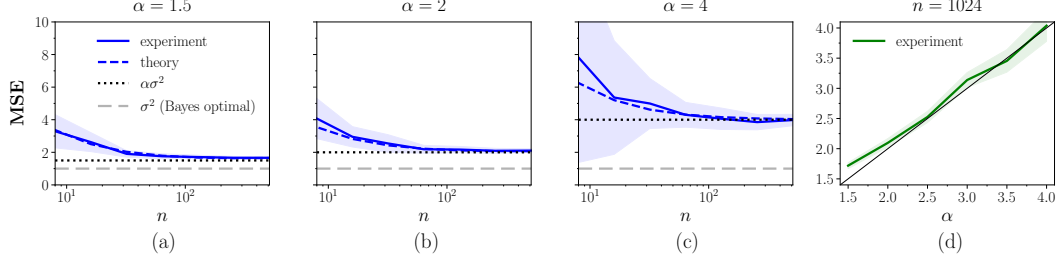 α = 1.5
α = 2
α = 4
n = 1024
MSE
10
8
6
4
2
0
experiment
theory
ασ²
σ² (Bayes optimal)
experiment
4.0
3.5
3.0
2.5
2.0
1.5
10¹ 10²
10¹ 10²
10¹ 10²
1.5 2.0 2.5 3.0 3.5 4.0
n
n
n
α
(a)
(b)
(c)
(d)